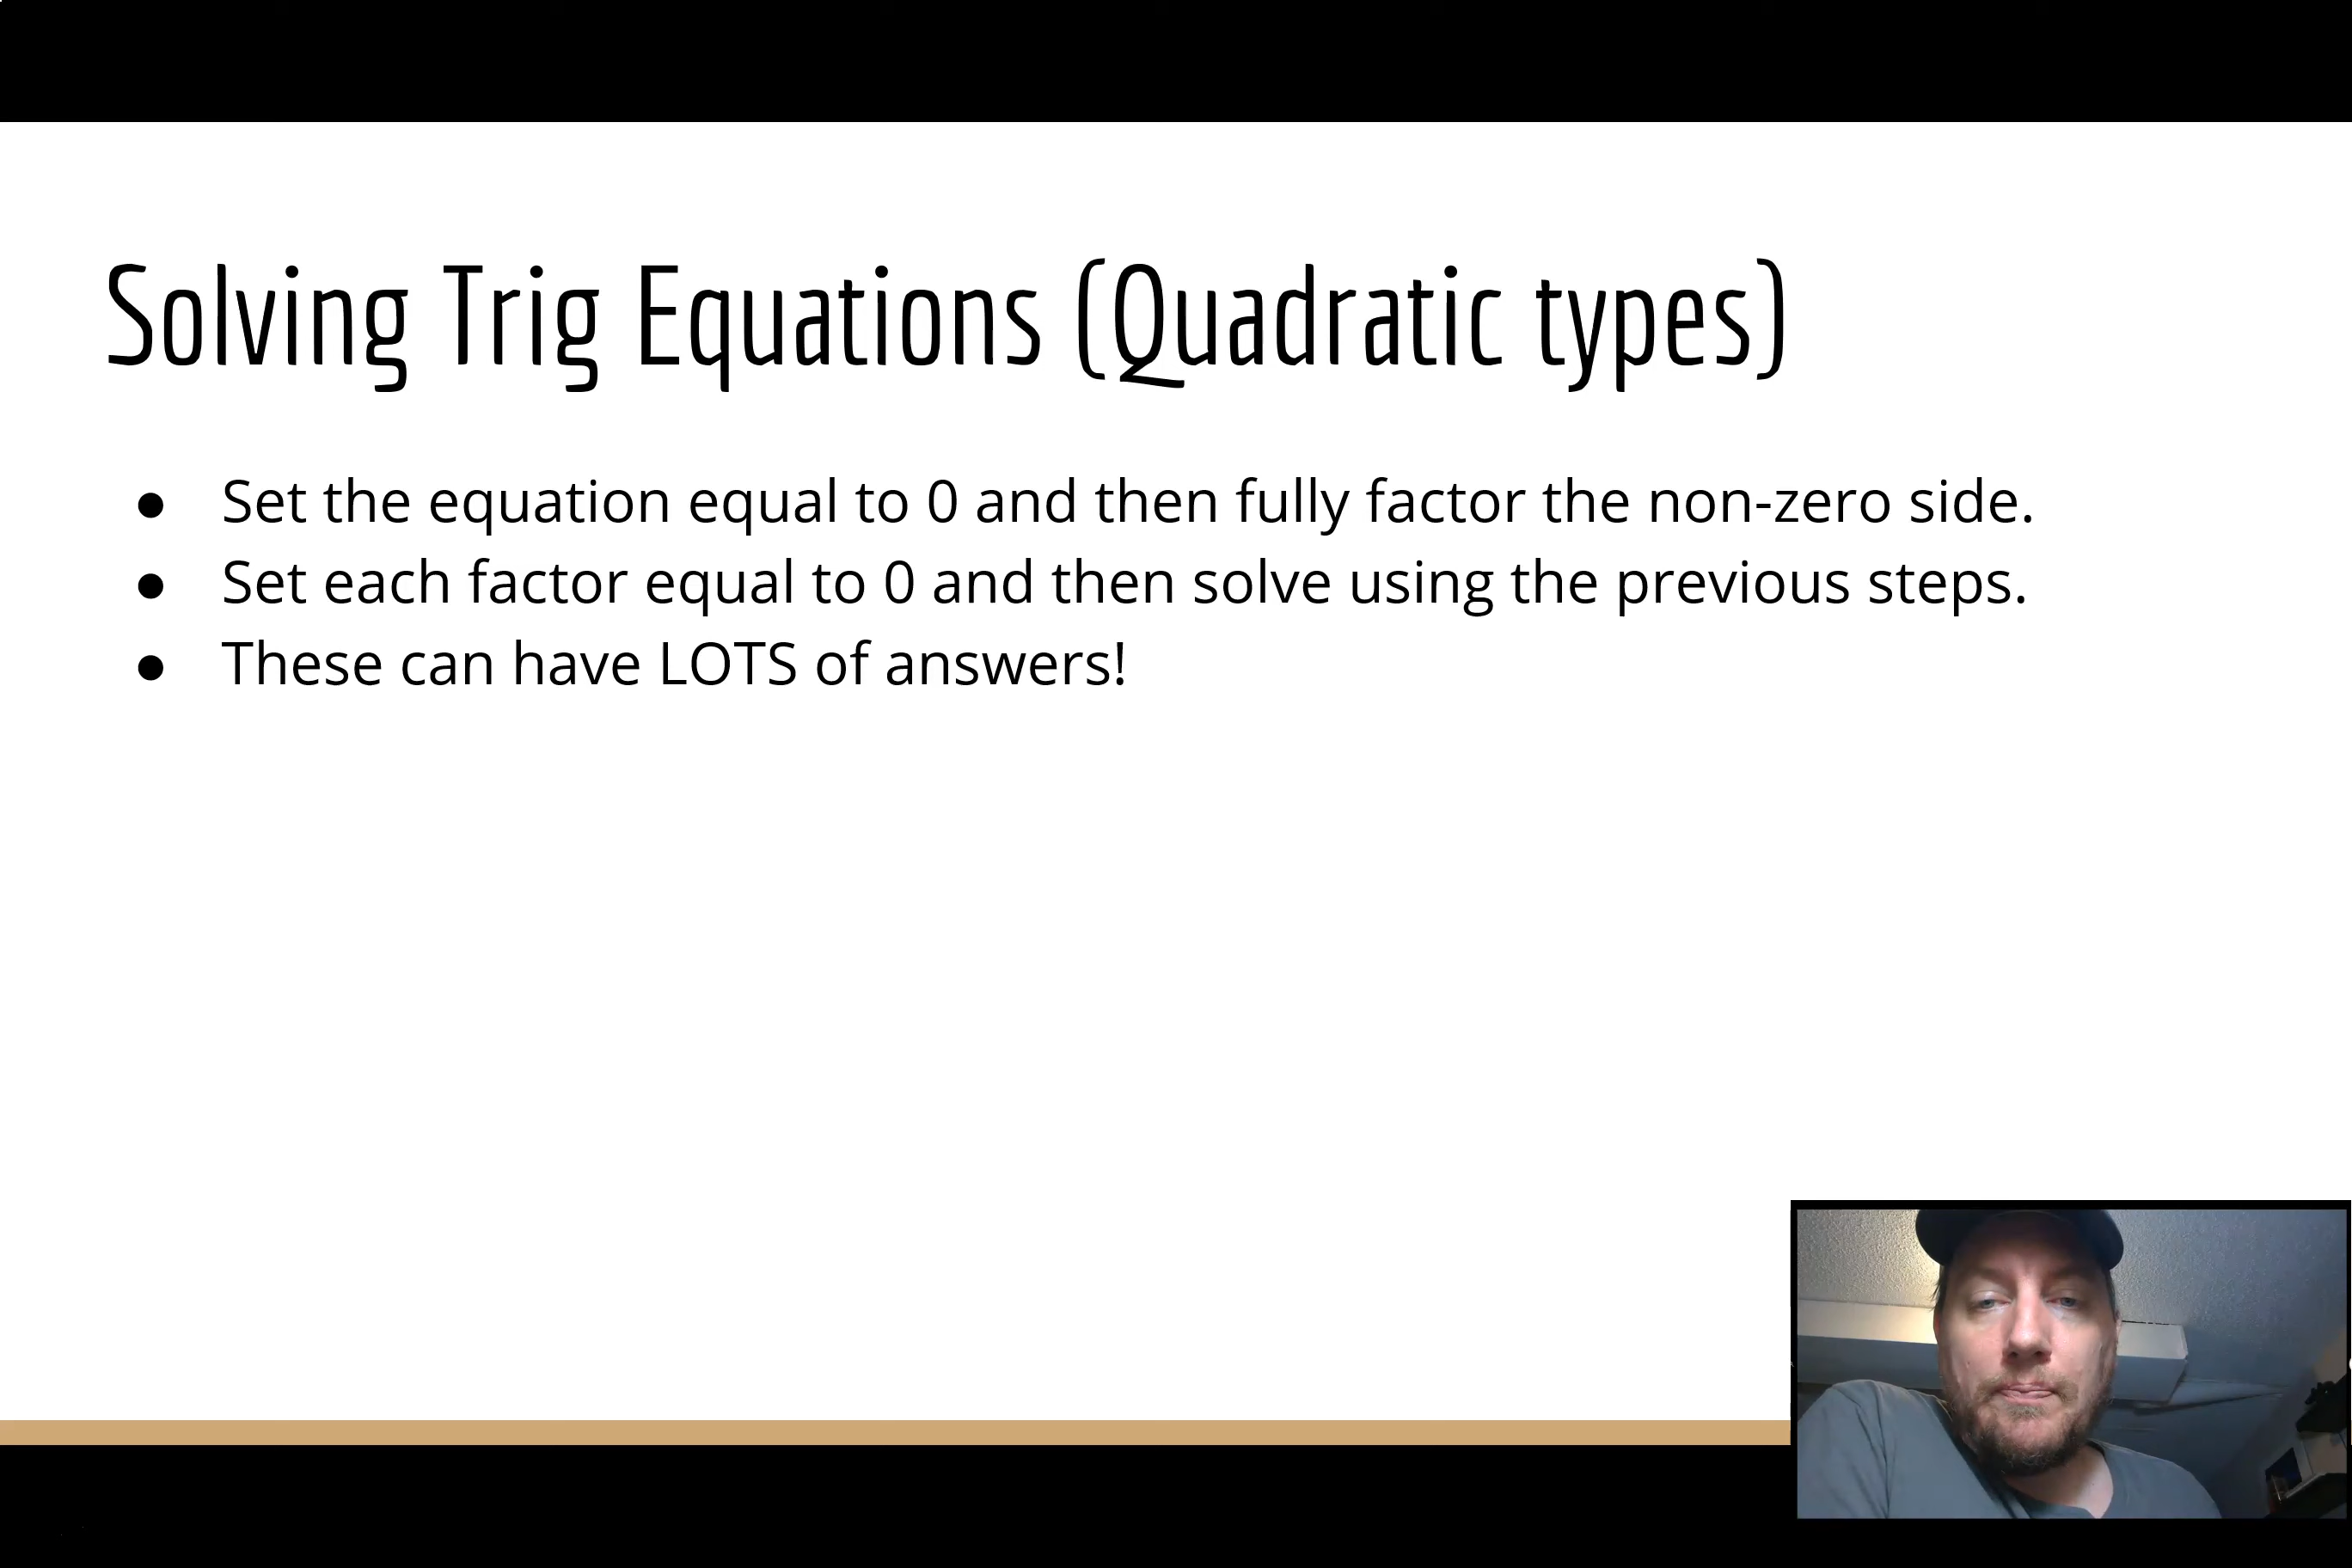 Solving Trig Equations (Quadratic types)
● Set the equation equal to 0 and then fully factor the non-zero side.
● Set each factor equal to 0 and then solve using the previous steps.
● These can have LOTS of answers!